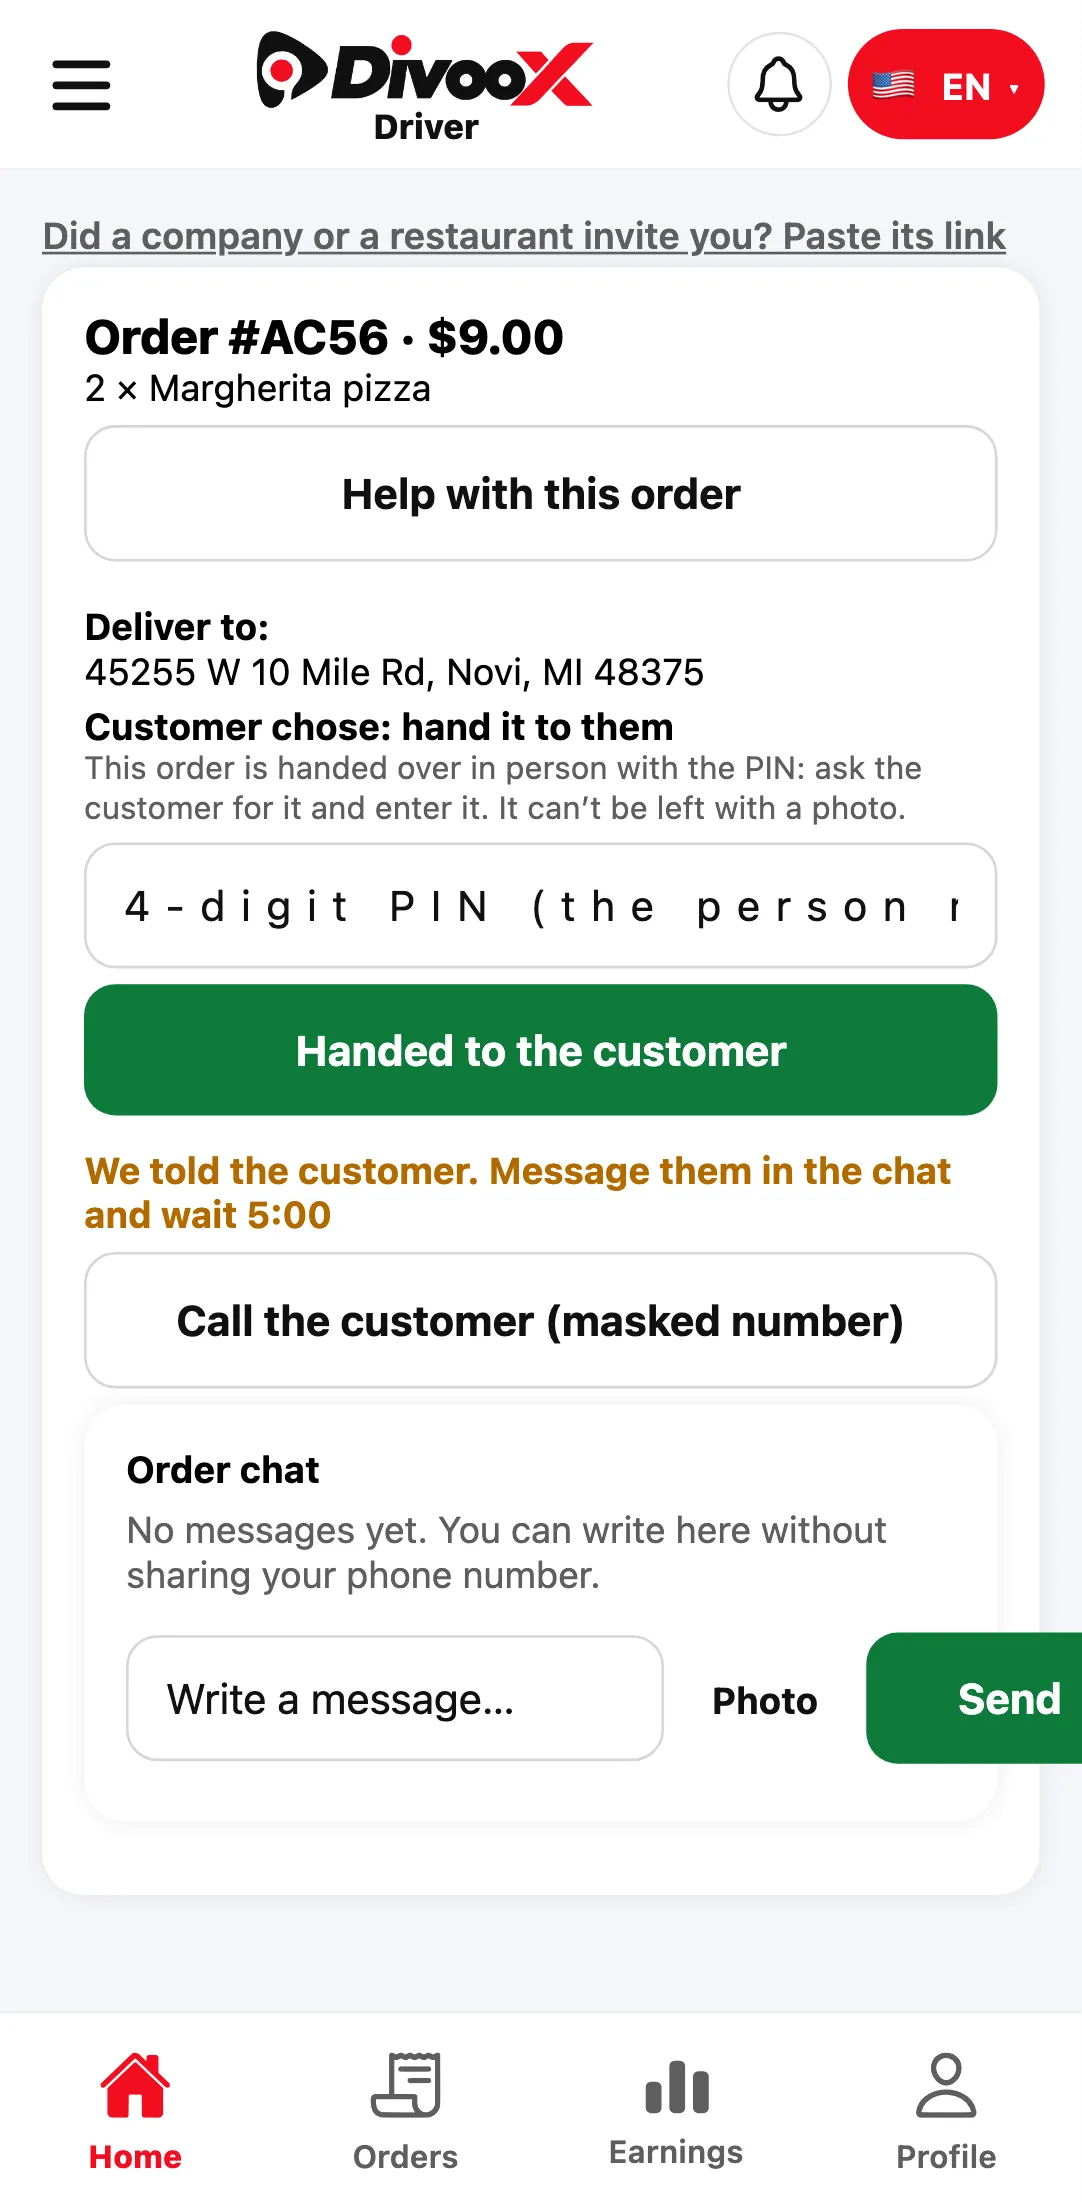 DivooX
Driver
EN
Did a company or a restaurant invite you? Paste its link
Order #AC56 · $9.00
2 × Margherita pizza
Help with this order
Deliver to:
45255 W 10 Mile Rd, Novi, MI 48375
Customer chose: hand it to them
This order is handed over in person with the PIN: ask the
customer for it and enter it. It can’t be left with a photo.
4-digit PIN (the person
Handed to the customer
We told the customer. Message them in the chat
and wait 5:00
Call the customer (masked number)
Order chat
No messages yet. You can write here without
sharing your phone number.
Write a message...
Photo
Send
Home
Orders
Earnings
Profile